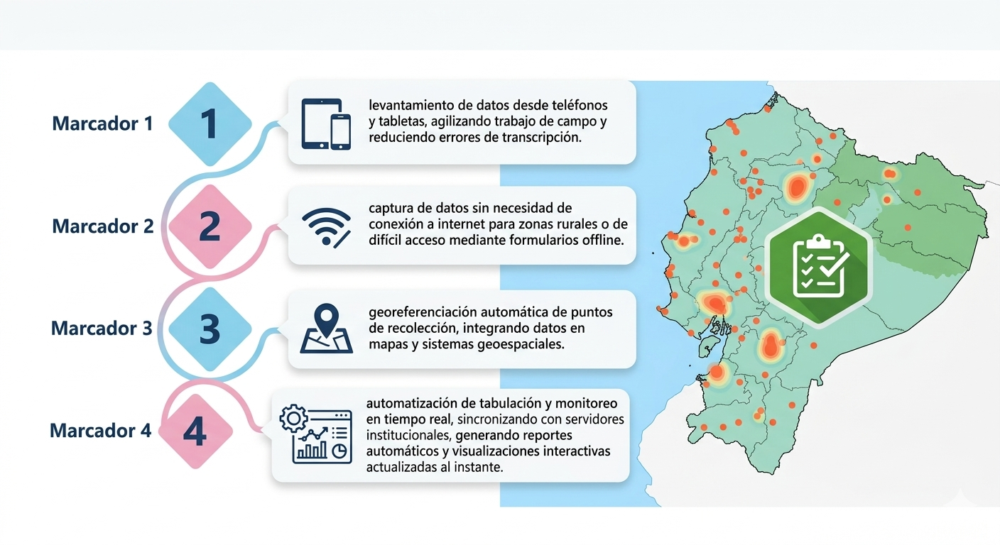 Marcador 1
1
levantamiento de datos desde teléfonos
y tabletas, agilizando trabajo de campo y
reduciendo errores de transcripción.
Marcador 2
2
captura de datos sin necesidad de
conexión a internet para zonas rurales o de
difícil acceso mediante formularios offline.
Marcador 3
3
georeferenciación automática de puntos
de recolección, integrando datos en
mapas y sistemas geoespaciales.
Marcador 4
4
automatización de tabulación y monitoreo
en tiempo real, sincronizando con servidores
institucionales, generando reportes
automáticos y visualizaciones interactivas
actualizadas al instante.